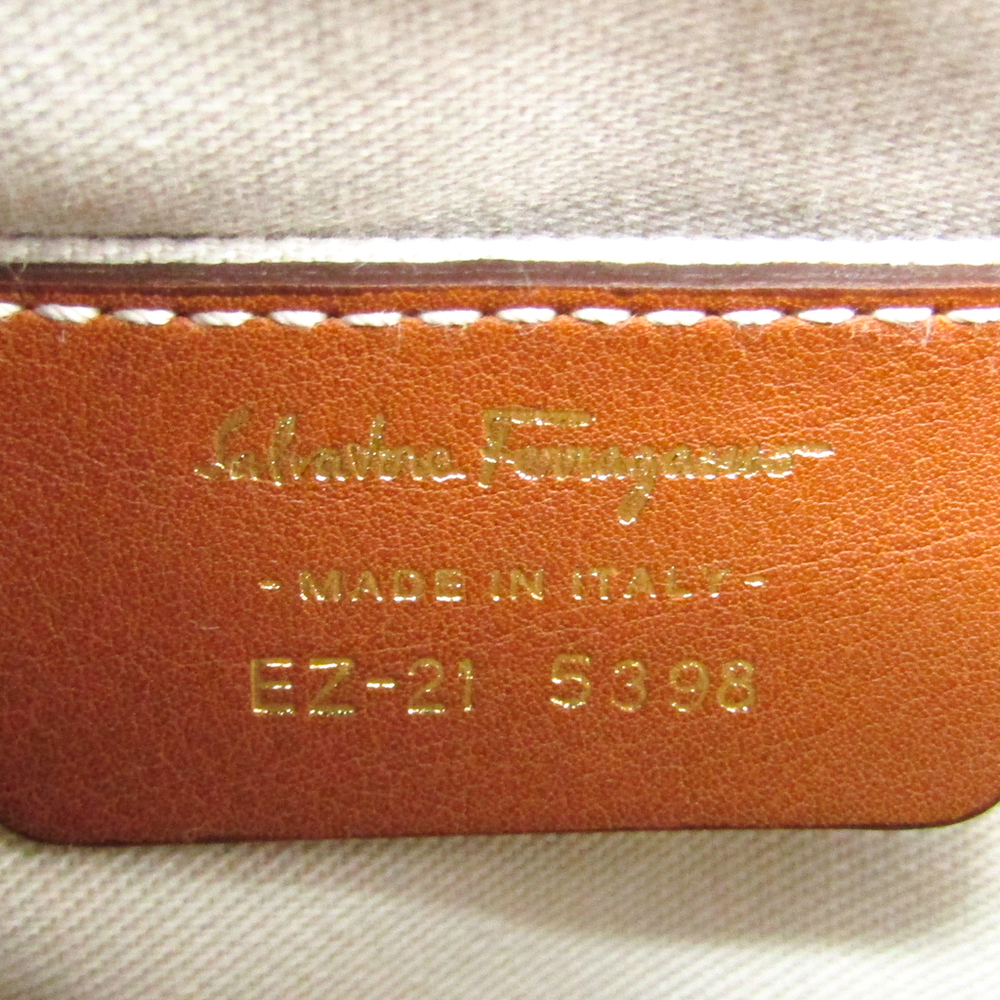 Salvatore Ferragamo
- MADE IN ITALY -
EZ-21 5398